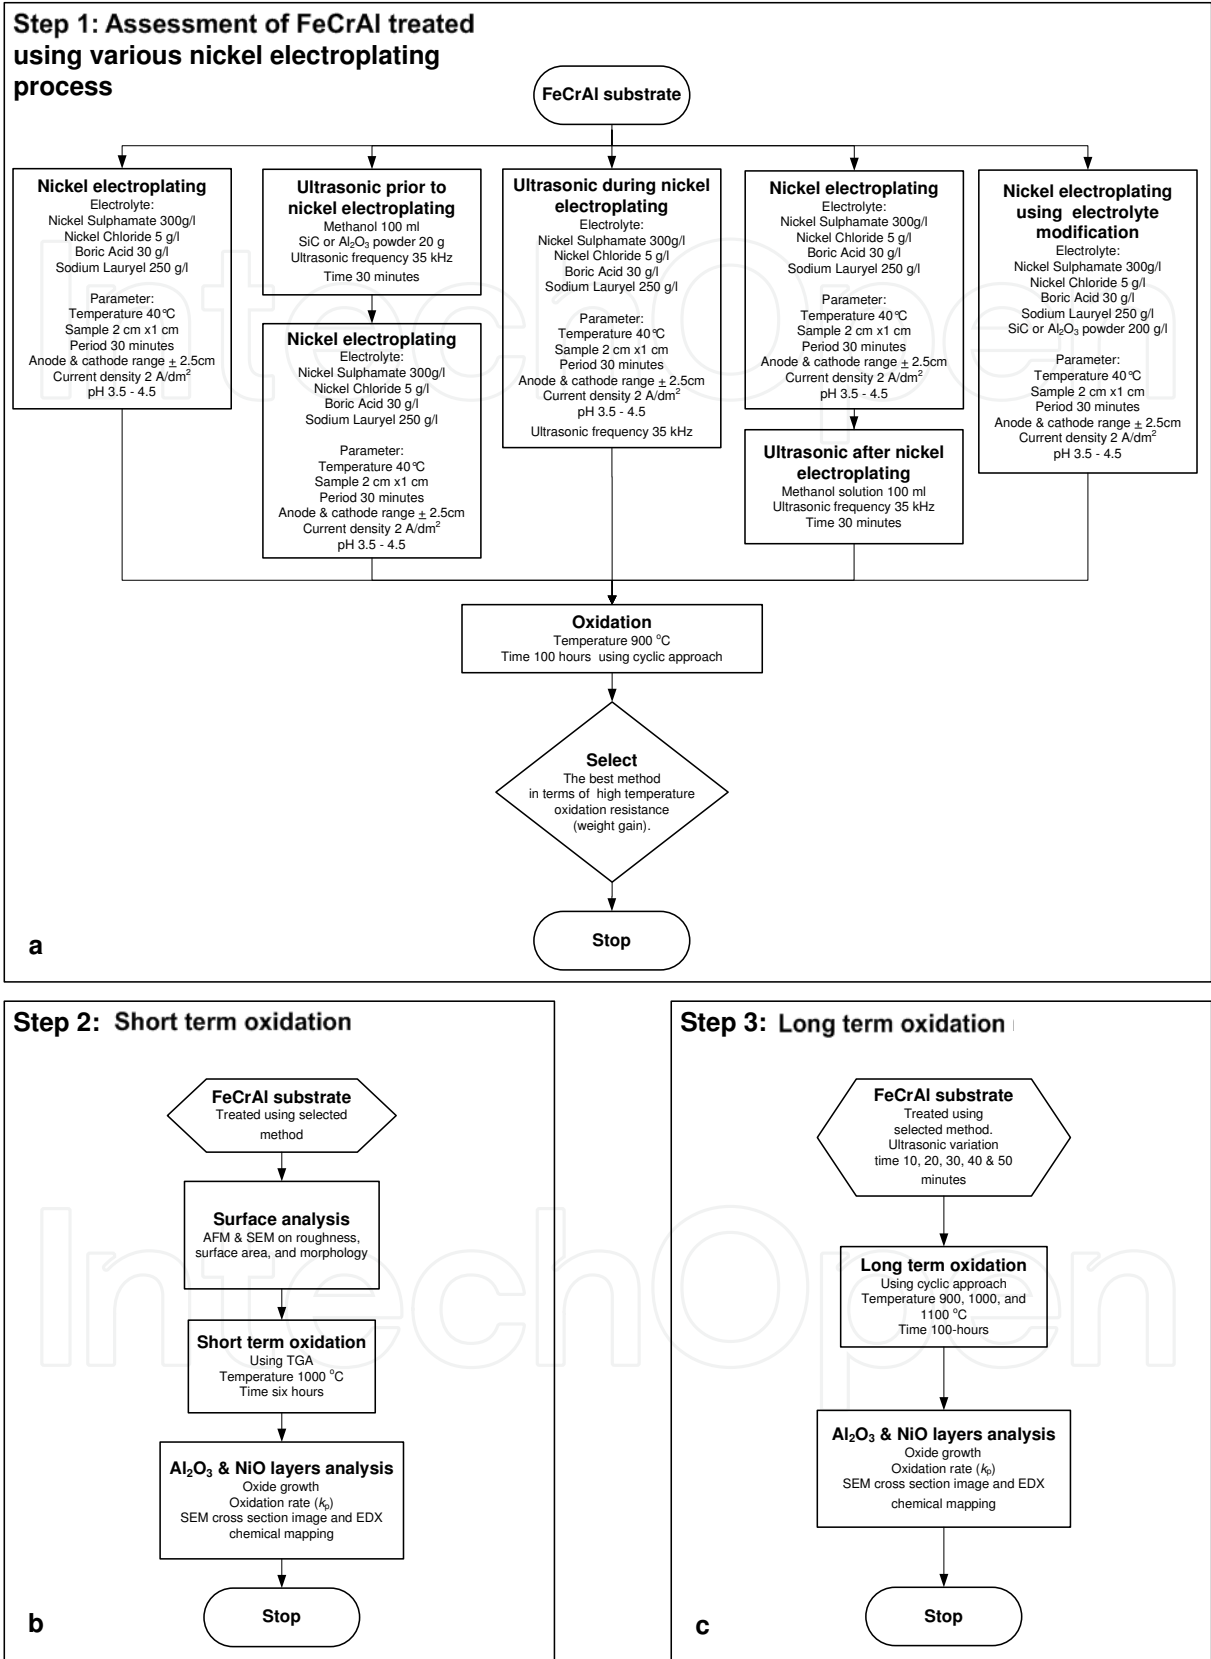 Step 1: Assessment of FeCrAl treated
using various nickel electroplating
process
FeCrAl substrate
Nickel electroplating
Electrolyte:
Nickel Sulphamate 300g/l
Nickel Chloride 5 g/l
Boric Acid 30 g/l
Sodium Lauryel 250 g/l
Parameter:
Temperature 40°C
Sample 2 cm x1 cm
Period 30 minutes
Anode & cathode range ± 2.5cm
Current density 2 A/dm²
pH 3.5 - 4.5
Ultrasonic prior to
nickel electroplating
Methanol 100 ml
SiC or Al₂O₃ powder 20 g
Ultrasonic frequency 35 kHz
Time 30 minutes
Nickel electroplating
Electrolyte:
Nickel Sulphamate 300g/l
Nickel Chloride 5 g/l
Boric Acid 30 g/l
Sodium Lauryel 250 g/l
Parameter:
Temperature 40°C
Sample 2 cm x1 cm
Period 30 minutes
Anode & cathode range ± 2.5cm
Current density 2 A/dm²
pH 3.5 - 4.5
Ultrasonic during nickel
electroplating
Electrolyte:
Nickel Sulphamate 300g/l
Nickel Chloride 5 g/l
Boric Acid 30 g/l
Sodium Lauryel 250 g/l
Parameter:
Temperature 40°C
Sample 2 cm x1 cm
Period 30 minutes
Anode & cathode range ± 2.5cm
Current density 2 A/dm²
pH 3.5 - 4.5
Ultrasonic frequency 35 kHz
Nickel electroplating
Electrolyte:
Nickel Sulphamate 300g/l
Nickel Chloride 5 g/l
Boric Acid 30 g/l
Sodium Lauryel 250 g/l
Parameter:
Temperature 40°C
Sample 2 cm x1 cm
Period 30 minutes
Anode & cathode range ± 2.5cm
Current density 2 A/dm²
pH 3.5 - 4.5
Ultrasonic after nickel
electroplating
Methanol solution 100 ml
Ultrasonic frequency 35 kHz
Time 30 minutes
Nickel electroplating
using electrolyte
modification
Electrolyte:
Nickel Sulphamate 300g/l
Nickel Chloride 5 g/l
Boric Acid 30 g/l
Sodium Lauryel 250 g/l
SiC or Al₂O₃ powder 200 g/l
Parameter:
Temperature 40°C
Sample 2 cm x1 cm
Period 30 minutes
Anode & cathode range ± 2.5cm
Current density 2 A/dm²
pH 3.5 - 4.5
Oxidation
Temperature 900 °C
Time 100 hours using cyclic approach
Select
The best method
in terms of high temperature
oxidation resistance
(weight gain).
Stop
a
Step 2: Short term oxidation
FeCrAl substrate
Treated using selected
method
Surface analysis
AFM & SEM on roughness,
surface area, and morphology
Short term oxidation
Using TGA
Temperature 1000 °C
Time six hours
Al₂O₃ & NiO layers analysis
Oxide growth
Oxidation rate (kₚ)
SEM cross section image and EDX
chemical mapping
Stop
b
Step 3: Long term oxidation
FeCrAl substrate
Treated using
selected method.
Ultrasonic variation
time 10, 20, 30, 40 & 50
minutes
Long term oxidation
Using cyclic approach
Temperature 900, 1000, and
1100 °C
Time 100-hours
Al₂O₃ & NiO layers analysis
Oxide growth
Oxidation rate (kₚ)
SEM cross section image and EDX
chemical mapping
Stop
c
IntechOpen
IntechOpen